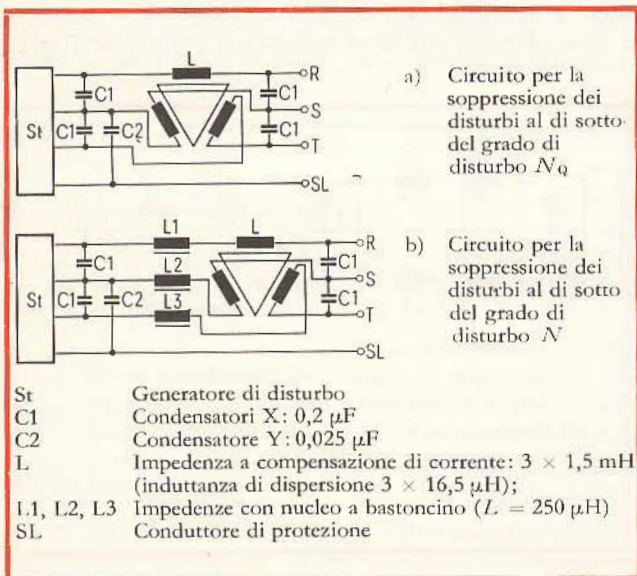 L
C1
R
C1
S
St
C1
C2
C1
T
SL
a) Circuito per la
soppressione dei
disturbi al di sotto
del grado di
disturbo NQ
L1
L
R
C1
L2
C1
S
St
C1
C2
L3
C1
T
SL
b) Circuito per la
soppressione dei
disturbi al di sotto
del grado di
disturbo N
St Generatore di disturbo
C1 Condensatori X: 0,2 µF
C2 Condensatore Y: 0,025 µF
L Impedenza a compensazione di corrente: 3 × 1,5 mH
(induttanza di dispersione 3 × 16,5 µH);
L1, L2, L3 Impedenze con nucleo a bastoncino (L = 250 µH)
SL Conduttore di protezione